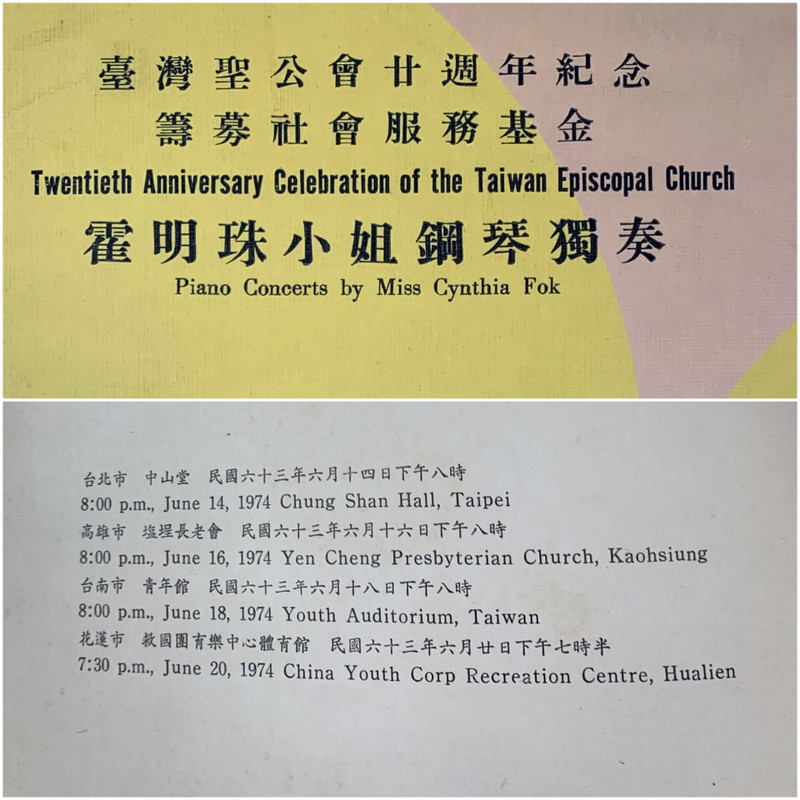 臺灣聖公會廿週年紀念
籌募社會服務基金
Twentieth Anniversary Celebration of the Taiwan Episcopal Church
霍明珠小姐鋼琴獨奏
Piano Concerts by Miss Cynthia Fok
台北市 中山堂 民國六十三年六月十四日下午八時
8:00 p.m., June 14, 1974 Chung Shan Hall, Taipei
高雄市 塩埕長老會 民國六十三年六月十六日下午八時
8:00 p.m., June 16, 1974 Yen Cheng Presbyterian Church, Kaohsiung
台南市 青年館 民國六十三年六月十八日下午八時
8:00 p.m., June 18, 1974 Youth Auditorium, Taiwan
花蓮市 救國團育樂中心體育館 民國六十三年六月廿日下午七時半
7:30 p.m., June 20, 1974 China Youth Corp Recreation Centre, Hualien